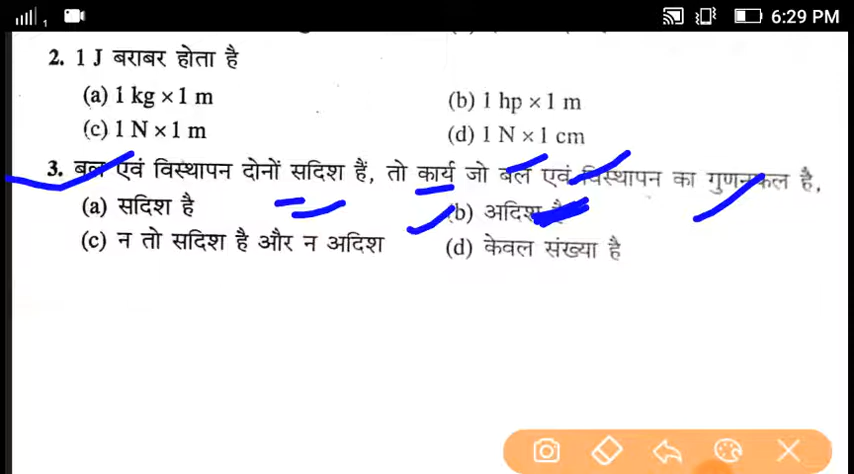 1
6:29 PM
2. 1 J बराबर होता है
(a) 1 kg × 1 m (b) 1 hp × 1 m
(c) 1 N × 1 m (d) 1 N × 1 cm
3. बल एवं विस्थापन दोनों सदिश हैं, तो कार्य जो बल एवं विस्थापन का गुणनफल है,
(a) सदिश है (b) अदिश है
(c) न तो सदिश है और न अदिश (d) केवल संख्या है